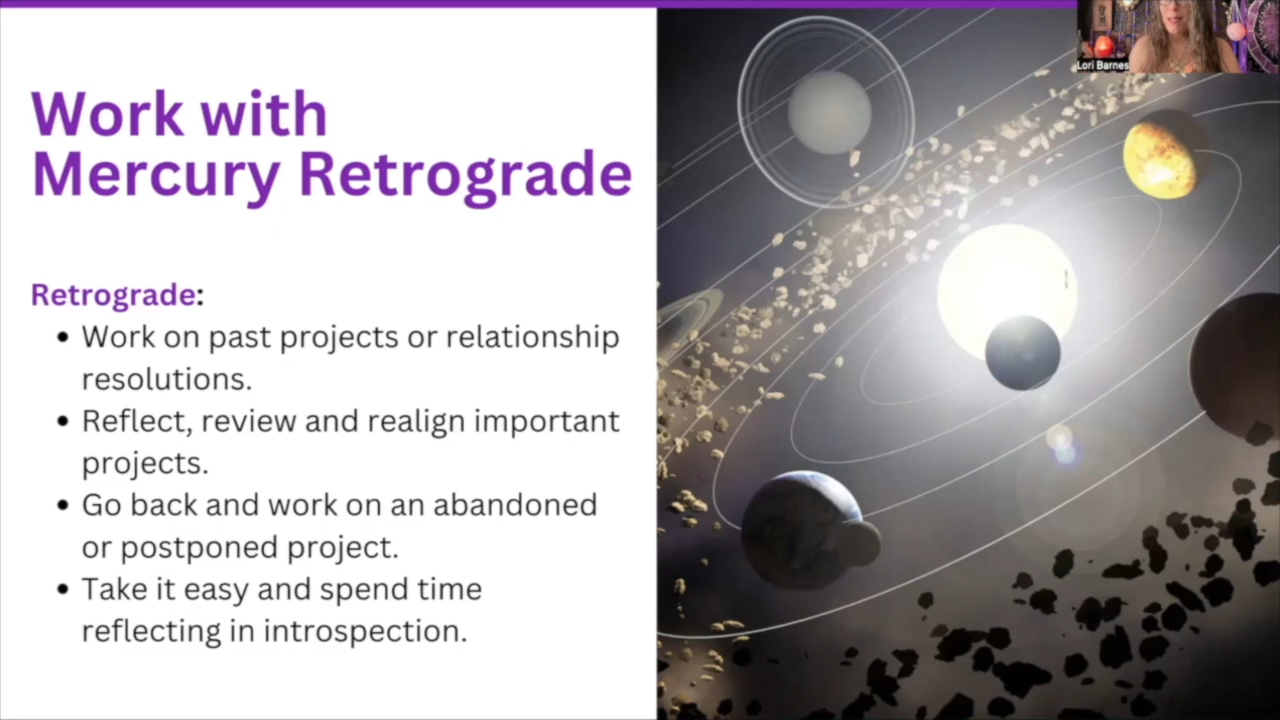 Work with
Mercury Retrograde
Retrograde:
• Work on past projects or relationship
resolutions.
• Reflect, review and realign important
projects.
• Go back and work on an abandoned
or postponed project.
• Take it easy and spend time
reflecting in introspection.
Lori Barnes